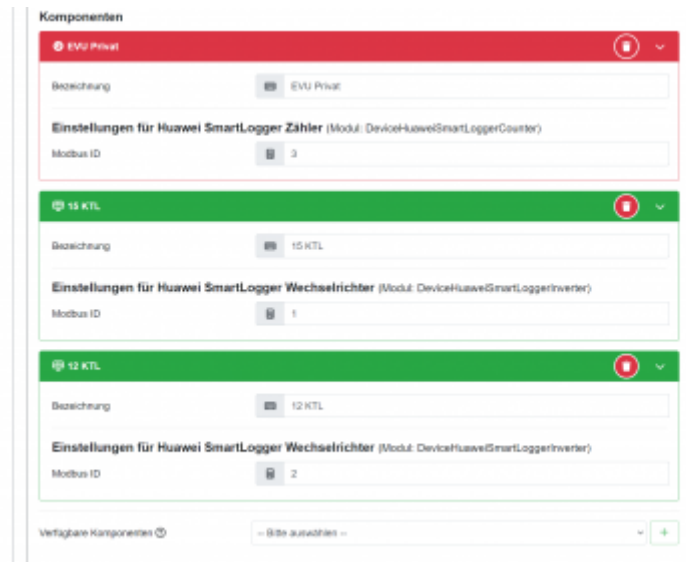 Komponenten
EVU Privat
Bezeichnung EVU Privat
Einstellungen für Huawei SmartLogger Zähler (Modul: DeviceHuaweiSmartLoggerCounter)
Modbus ID 3
15 KTL
Bezeichnung 15 KTL
Einstellungen für Huawei SmartLogger Wechselrichter (Modul: DeviceHuaweiSmartLoggerInverter)
Modbus ID 1
12 KTL
Bezeichnung 12 KTL
Einstellungen für Huawei SmartLogger Wechselrichter (Modul: DeviceHuaweiSmartLoggerInverter)
Modbus ID 2
Verfügbare Komponenten -- Bitte auswählen --